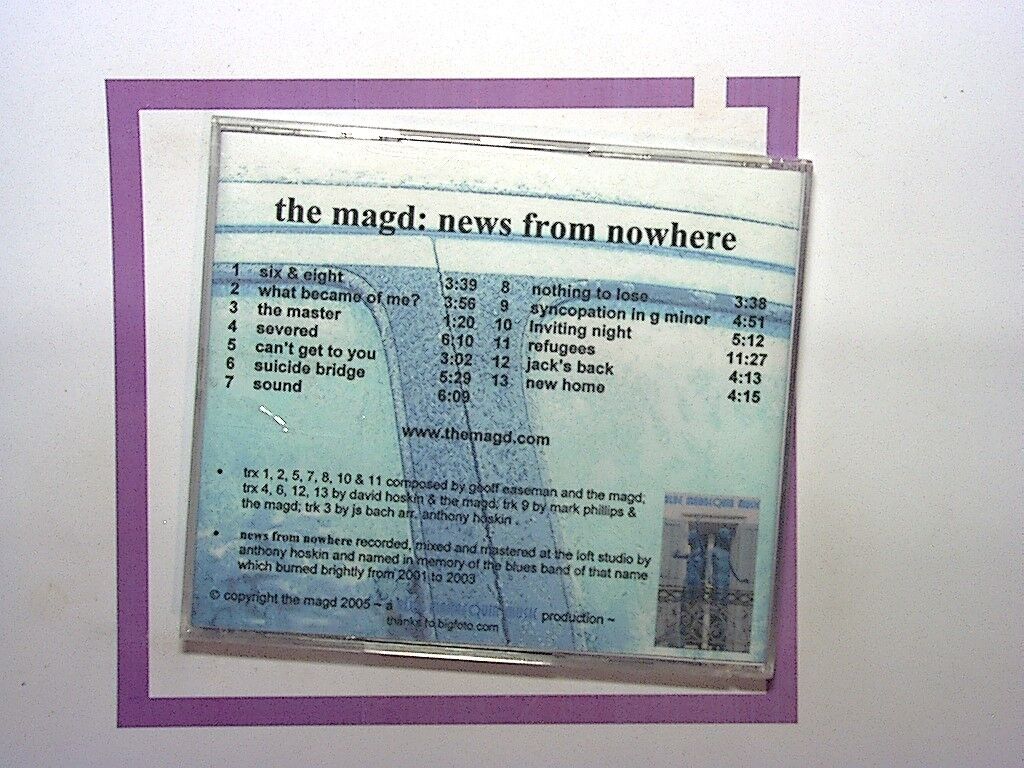 the magd: news from nowhere
1 six & eight 3:39
2 what became of me? 3:56
3 the master 1:20
4 severed 6:10
5 can't get to you 3:02
6 suicide bridge 5:29
7 sound 6:09
8 nothing to lose 3:38
9 syncopation in g minor 4:51
10 Inviting night 5:12
11 refugees 11:27
12 jack's back 4:13
13 new home 4:15
www.themagd.com
• trx 1, 2, 5, 7, 8, 10 & 11 composed by geoff easeman and the magd;
trx 4, 6, 12, 13 by david hoskin & the magd; trk 9 by mark phillips &
the magd; trk 3 by js bach arr. anthony hoskin .
• news from nowhere recorded, mixed and mastered at the loft studio by
anthony hoskin and named in memory of the blues band of that name
which burned brightly from 2001 to 2003
© copyright the magd 2005 ~ a BLUE MANNEQUIN MUSIC production ~
thanks to bigfoto.com
BLUE MANNEQUIN MUSIC